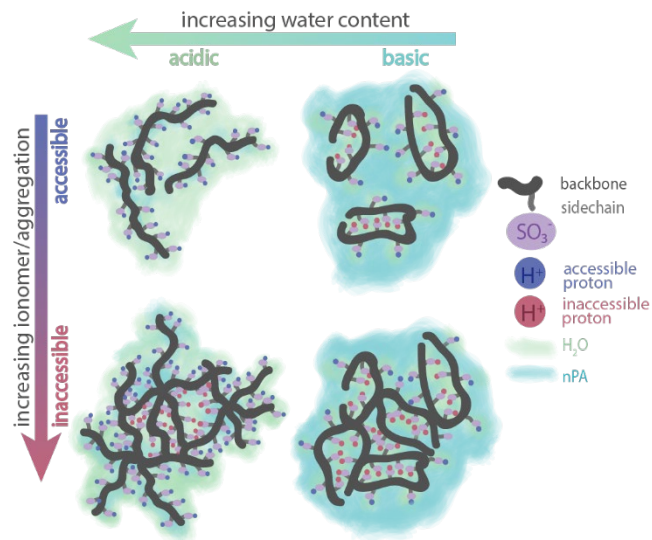 increasing water content
acidic
basic
increasing ionomer/aggregation
accessible
inaccessible
backbone
sidechain
SO₃⁻
H⁺ accessible
proton
H⁺ inaccessible
proton
H₂O
nPA